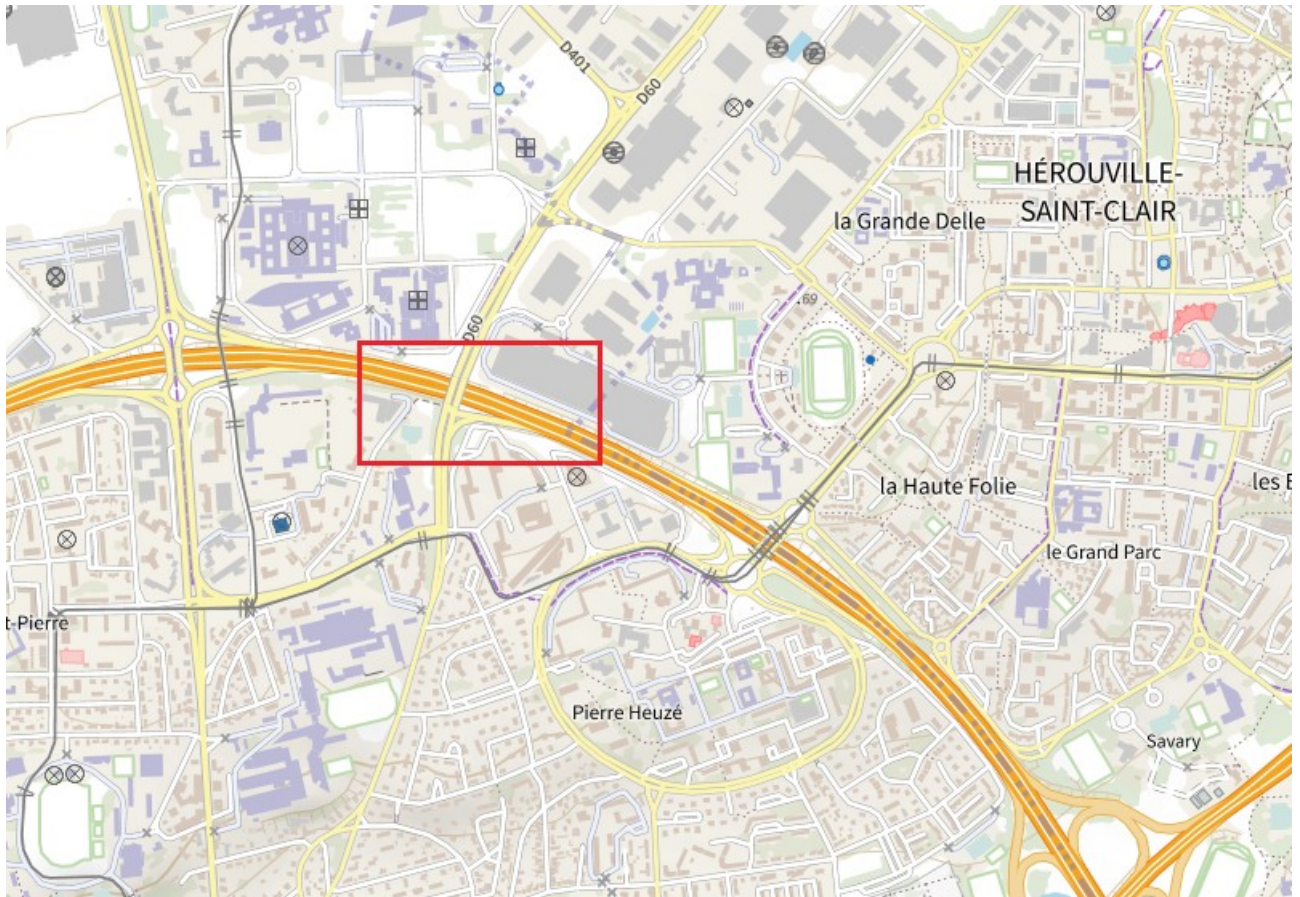 D401
D60
HÉROUVILLE-
SAINT-CLAIR
la Grande Delle
69
D60
la Haute Folie
les E
le Grand Parc
t-Pierre
Pierre Heuzé
Savary